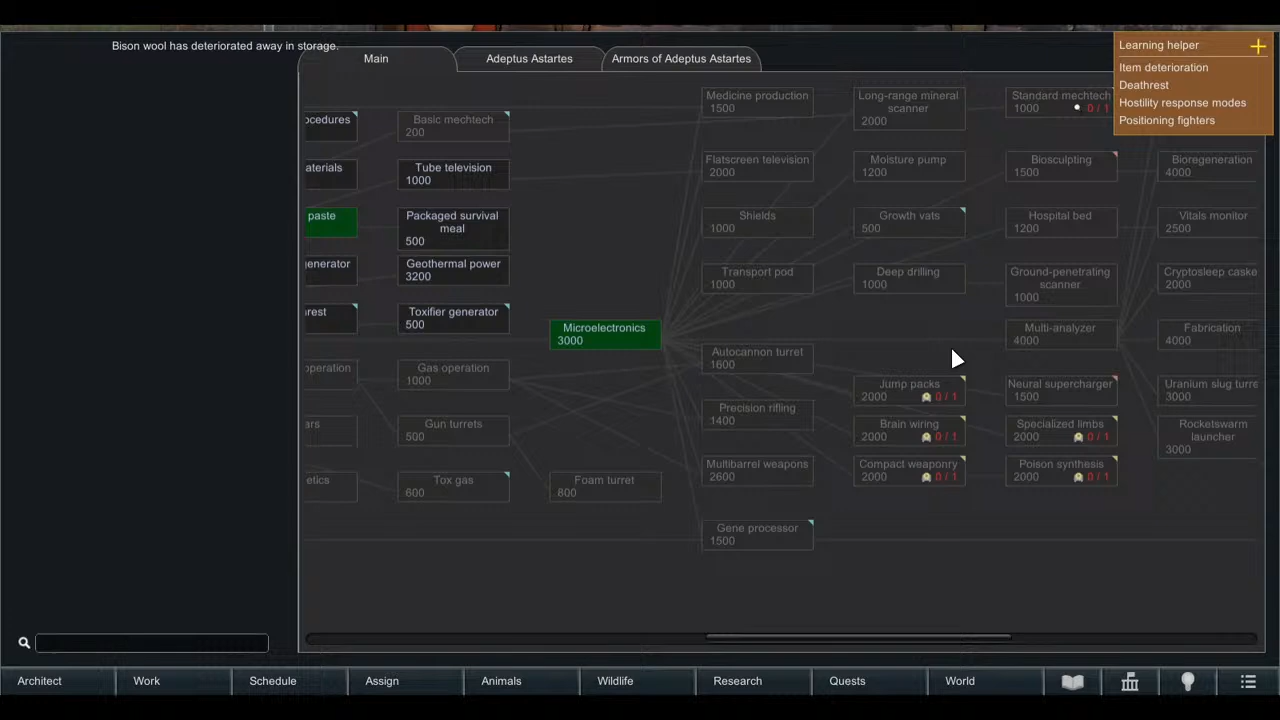 Bison wool has deteriorated away in storage.
Main
Adeptus Astartes
Armors of Adeptus Astartes
Learning helper
Item deterioration
Deathrest
Hostility response modes
Positioning fighters
ocedures
aterials
paste
enerator
rest
operation
ars
etics
Basic mechtech
200
Tube television
1000
Packaged survival
meal
500
Geothermal power
3200
Toxifier generator
500
Gas operation
1000
Gun turrets
500
Tox gas
600
Microelectronics
3000
Foam turret
800
Medicine production
1500
Flatscreen television
2000
Shields
1000
Transport pod
1000
Autocannon turret
1600
Precision rifling
1400
Multibarrel weapons
2600
Gene processor
1500
Long-range mineral
scanner
2000
Moisture pump
1200
Growth vats
500
Deep drilling
1000
Jump packs
2000 0 / 1
Brain wiring
2000 0 / 1
Compact weaponry
2000 0 / 1
Standard mechtech
1000 0 / 1
Biosculpting
1500
Hospital bed
1200
Ground-penetrating
scanner
1000
Multi-analyzer
4000
Neural supercharger
1500
Specialized limbs
2000 0 / 1
Poison synthesis
2000 0 / 1
Bioregeneration
4000
Vitals monitor
2500
Cryptosleep caske
2000
Fabrication
4000
Uranium slug turre
3000
Rocketswarm
launcher
3000
Architect
Work
Schedule
Assign
Animals
Wildlife
Research
Quests
World